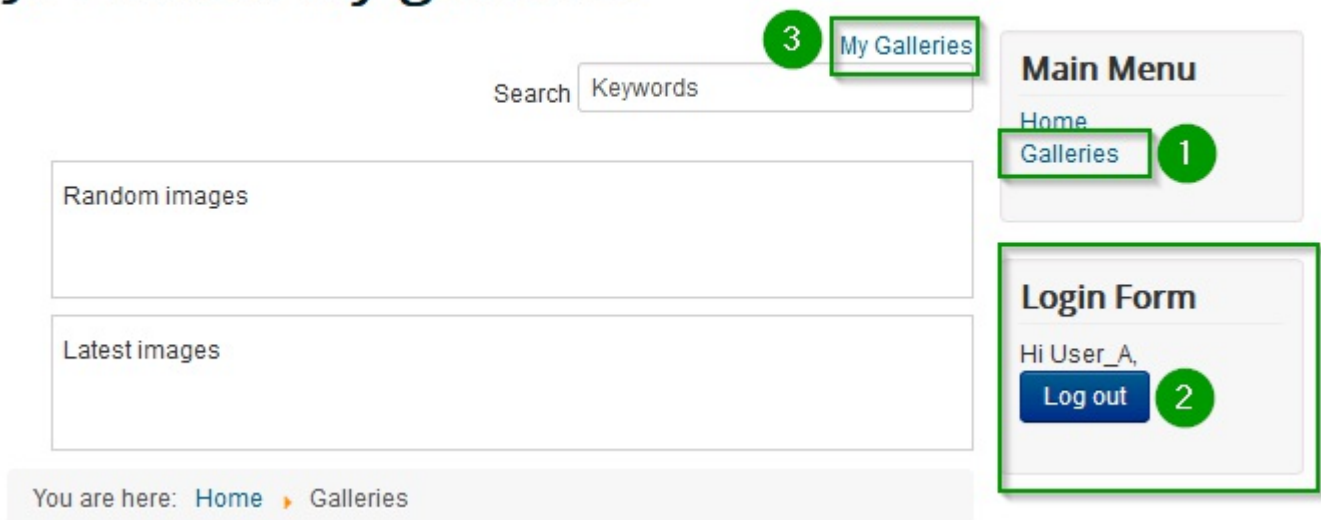 3
My Galleries
Search Keywords
Random images
Latest images
You are here: Home Galleries
Main Menu
Home
Galleries 1
Login Form
Hi User_A,
Log out 2